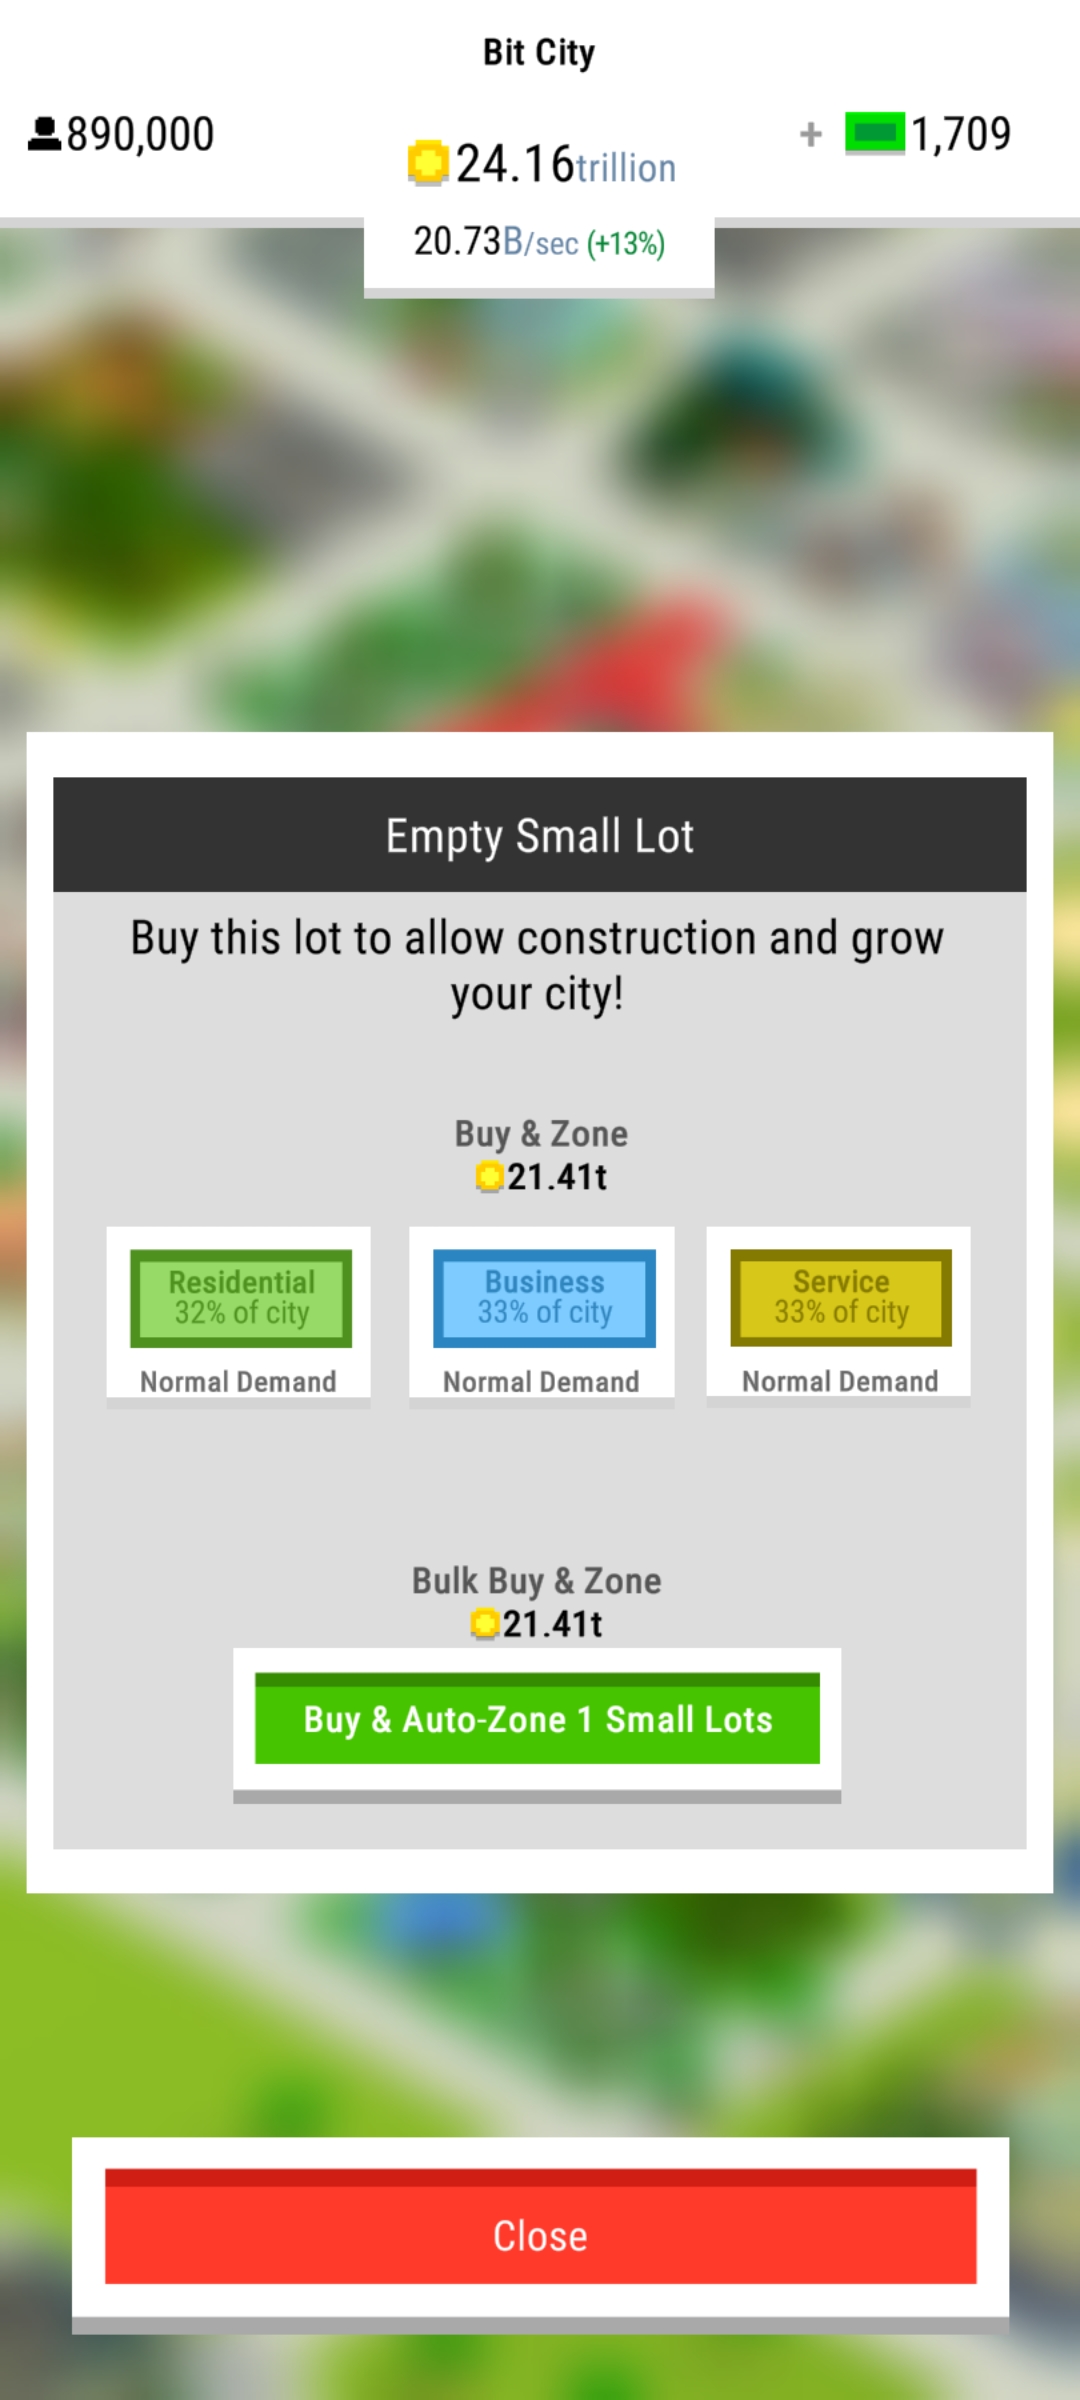 Bit City
890,000
24.16trillion
+ 1,709
20.73B/sec (+13%)
Empty Small Lot
Buy this lot to allow construction and grow
your city!
Buy & Zone
21.41t
Residential
32% of city
Normal Demand
Business
33% of city
Normal Demand
Service
33% of city
Normal Demand
Bulk Buy & Zone
21.41t
Buy & Auto-Zone 1 Small Lots
Close